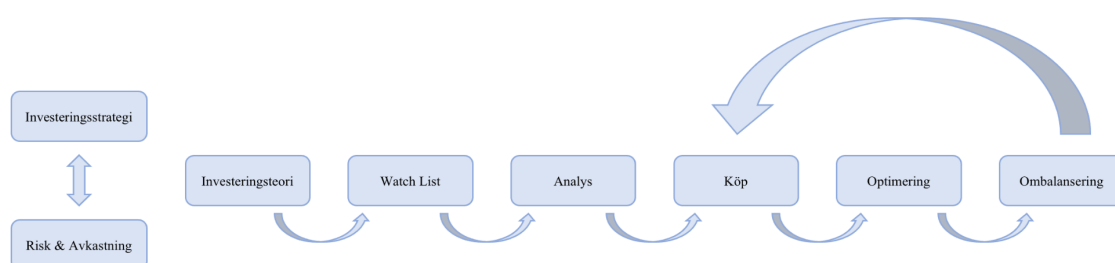 Investeringsstrategi
Risk & Avkastning
Investeringsteori
Watch List
Analys
Köp
Optimering
Ombalansering